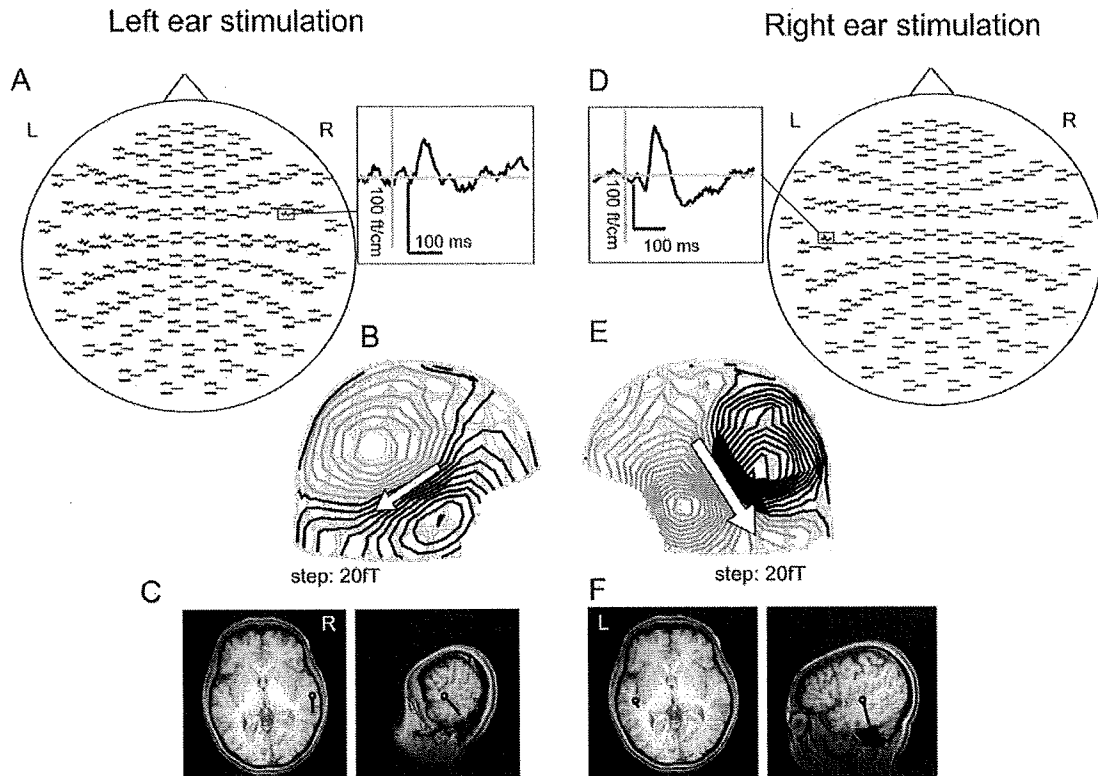 Left ear stimulation
Right ear stimulation
A
L
R
100 ft/cm
100 ms
D
L
R
100 ft/cm
100 ms
B
step: 20fT
E
step: 20fT
C
R
F
L